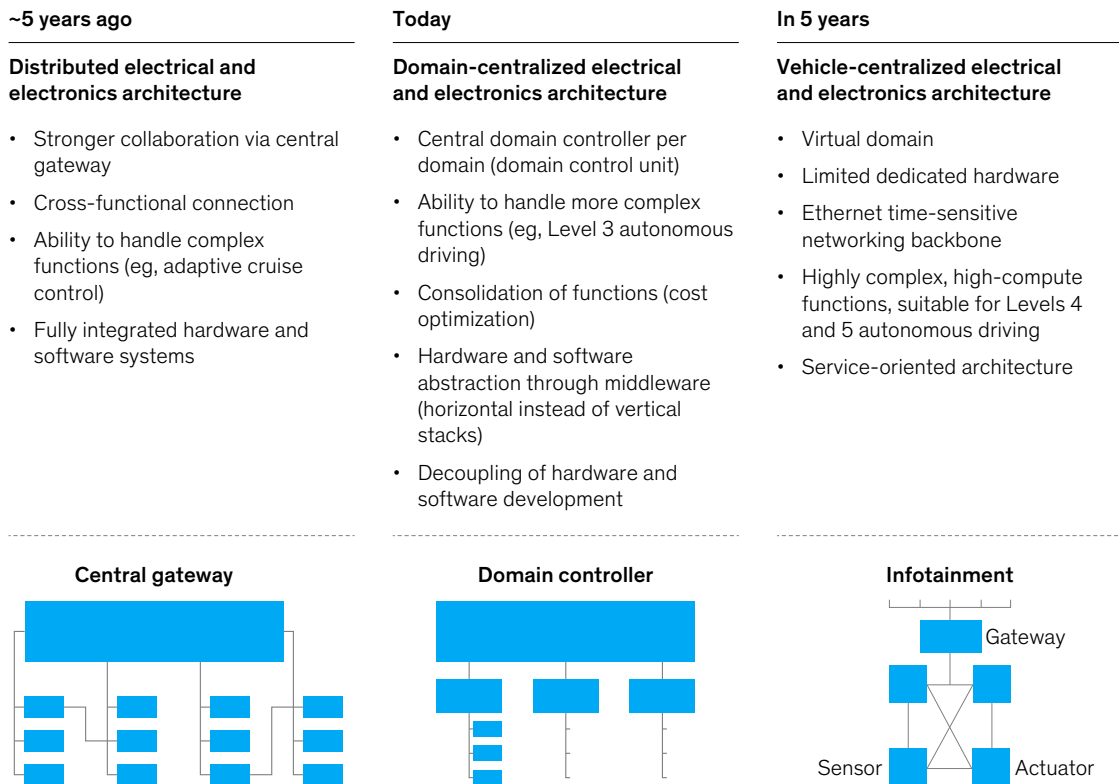 ~5 years ago
Distributed electrical and
electronics architecture
• Stronger collaboration via central
gateway
• Cross-functional connection
• Ability to handle complex
functions (eg, adaptive cruise
control)
• Fully integrated hardware and
software systems
Central gateway
Today
Domain-centralized electrical
and electronics architecture
• Central domain controller per
domain (domain control unit)
• Ability to handle more complex
functions (eg, Level 3 autonomous
driving)
• Consolidation of functions (cost
optimization)
• Hardware and software
abstraction through middleware
(horizontal instead of vertical
stacks)
• Decoupling of hardware and
software development
Domain controller
In 5 years
Vehicle-centralized electrical
and electronics architecture
• Virtual domain
• Limited dedicated hardware
• Ethernet time-sensitive
networking backbone
• Highly complex, high-compute
functions, suitable for Levels 4
and 5 autonomous driving
• Service-oriented architecture
Infotainment
Gateway
Sensor
Actuator